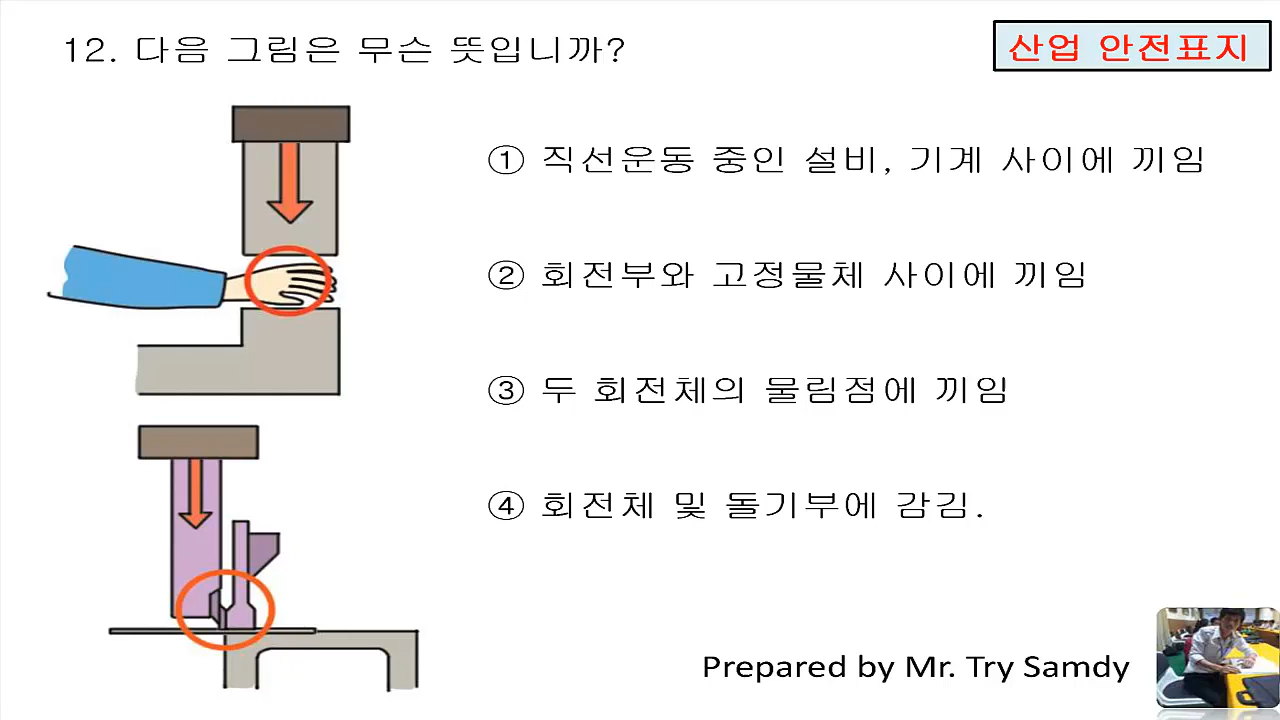 12. 다음 그림은 무슨 뜻입니까?
산업 안전표지
① 직선운동 중인 설비, 기계 사이에 끼임
② 회전부와 고정물체 사이에 끼임
③ 두 회전체의 물림점에 끼임
④ 회전체 및 돌기부에 감김.
Prepared by Mr. Try Samdy